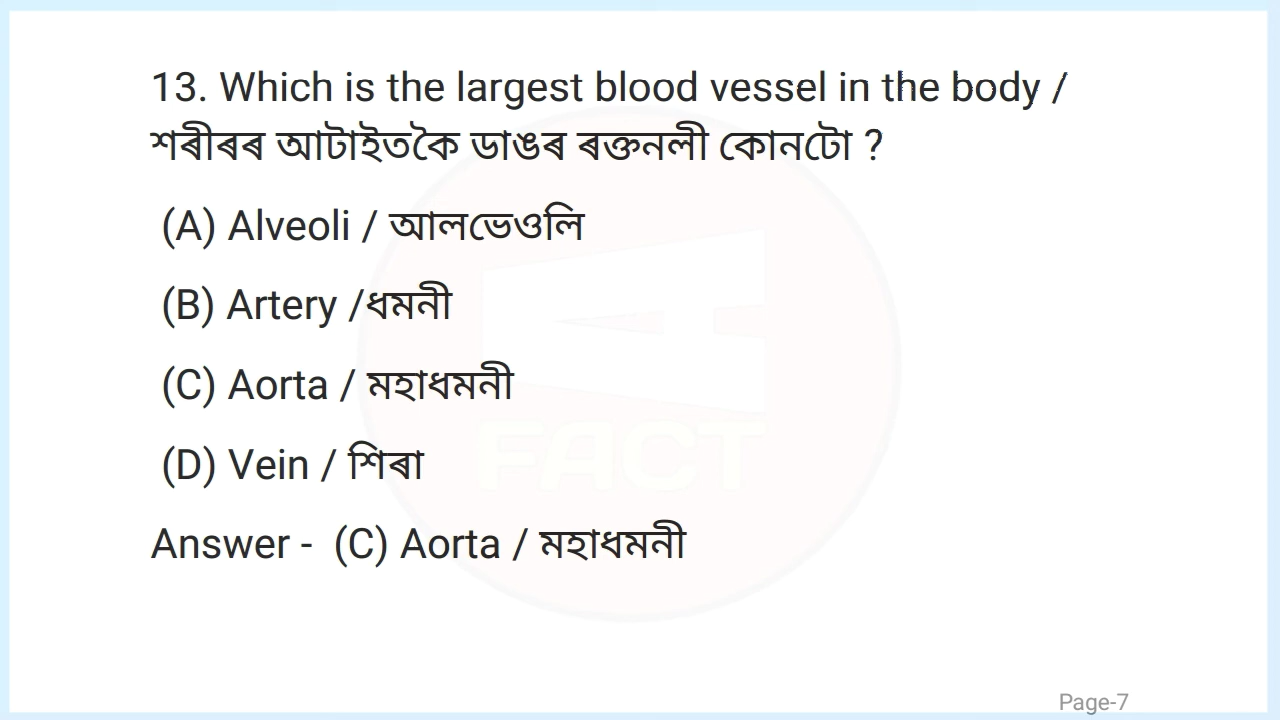 13. Which is the largest blood vessel in the body /
শৰীৰৰ আটাইতকৈ ডাঙৰ ৰক্তনলী কোনটো ?
(A) Alveoli / আলভেওলি
(B) Artery /ধমনী
(C) Aorta / মহাধমনী
(D) Vein / শিৰা
Answer - (C) Aorta / মহাধমনী
FACT
Page-7